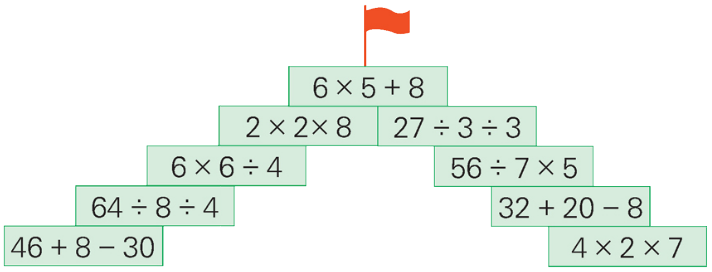 6 × 5 + 8
2 × 2 × 8 27 ÷ 3 ÷ 3
6 × 6 ÷ 4 56 ÷ 7 × 5
64 ÷ 8 ÷ 4 32 + 20 − 8
46 + 8 − 30 4 × 2 × 7